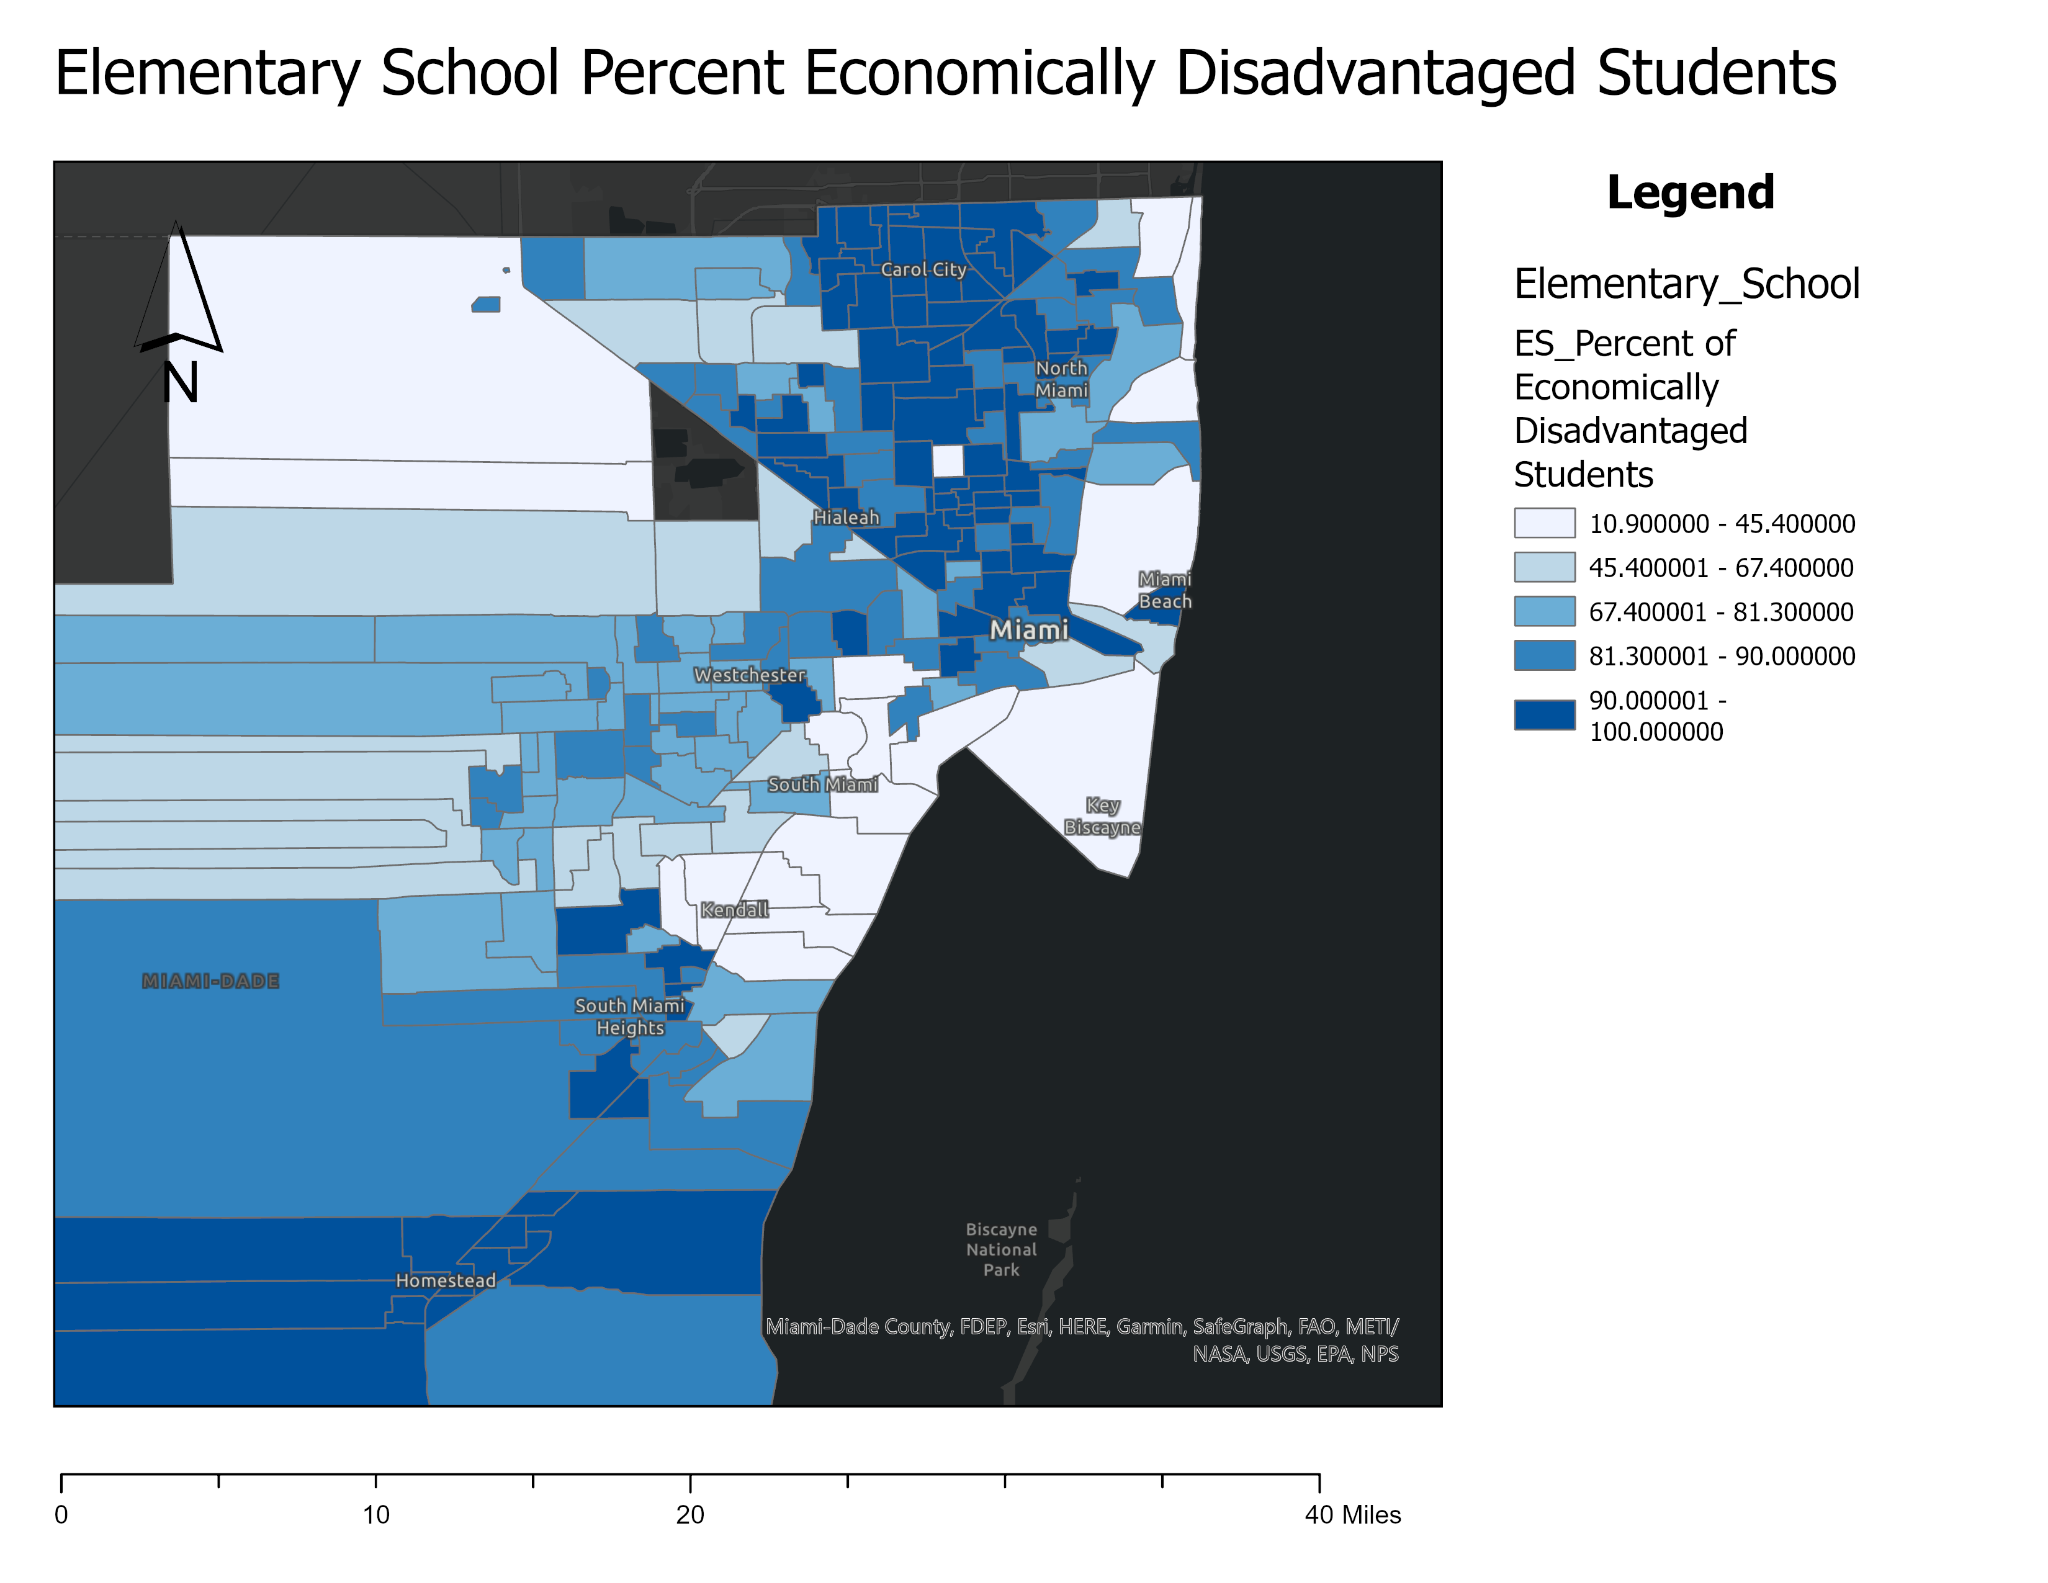 Elementary School Percent Economically Disadvantaged Students
Legend
Elementary_School
ES_Percent of
Economically
Disadvantaged
Students
10.900000 - 45.400000
45.400001 - 67.400000
67.400001 - 81.300000
81.300001 - 90.000000
90.000001 -
100.000000
N
Carol City
North
Miami
Hialeah
Miami
Beach
Miami
Westchester
South Miami
Key
Biscayne
Kendall
MIAMI-DADE
South Miami
Heights
Biscayne
National
Park
Homestead
Miami-Dade County, FDEP, Esri, HERE, Garmin, SafeGraph, FAO, METI/
NASA, USGS, EPA, NPS
0 10 20 40 Miles